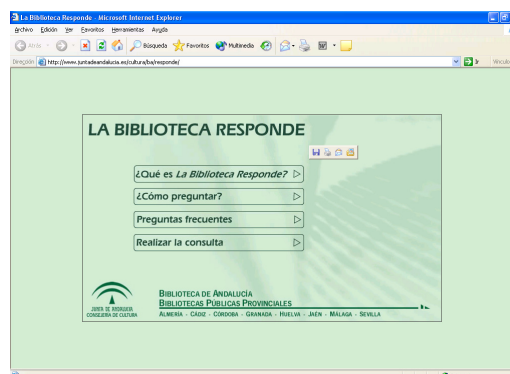 La Biblioteca Responde - Microsoft Internet Explorer
Archivo Edición Ver Favoritos Herramientas Ayuda
Atrás Búsqueda Favoritos Multimedia
Dirección http://www.juntadeandalucia.es/cultura/ba/responde/ Ir Vínculos
LA BIBLIOTECA RESPONDE
¿Qué es La Biblioteca Responde?
¿Cómo preguntar?
Preguntas frecuentes
Realizar la consulta
JUNTA DE ANDALUCIA
CONSEJERÍA DE CULTURA
BIBLIOTECA DE ANDALUCÍA
BIBLIOTECAS PÚBLICAS PROVINCIALES
ALMERÍA - CÁDIZ - CÓRDOBA - GRANADA - HUELVA - JAÉN - MÁLAGA - SEVILLA